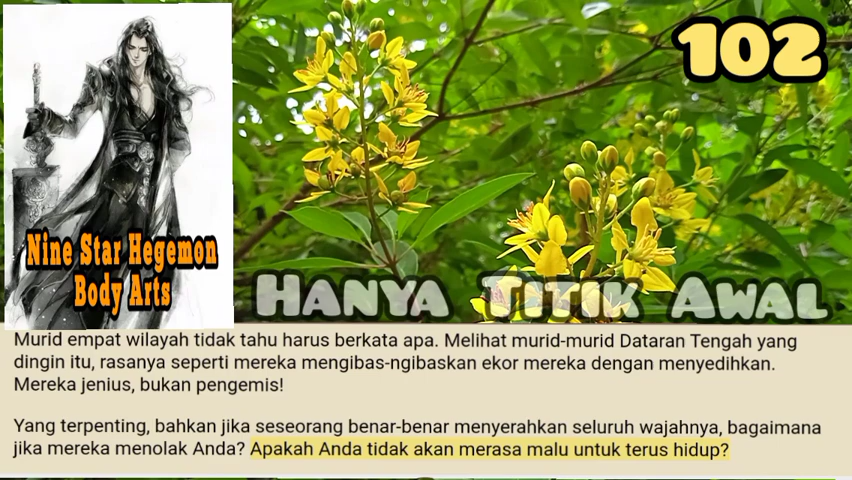 102
Nine Star Hegemon
Body Arts
Hanya Titik Awal
Murid empat wilayah tidak tahu harus berkata apa. Melihat murid-murid Dataran Tengah yang
dingin itu, rasanya seperti mereka mengibas-ngibaskan ekor mereka dengan menyedihkan.
Mereka jenius, bukan pengemis!
Yang terpenting, bahkan jika seseorang benar-benar menyerahkan seluruh wajahnya, bagaimana
jika mereka menolak Anda? Apakah Anda tidak akan merasa malu untuk terus hidup?